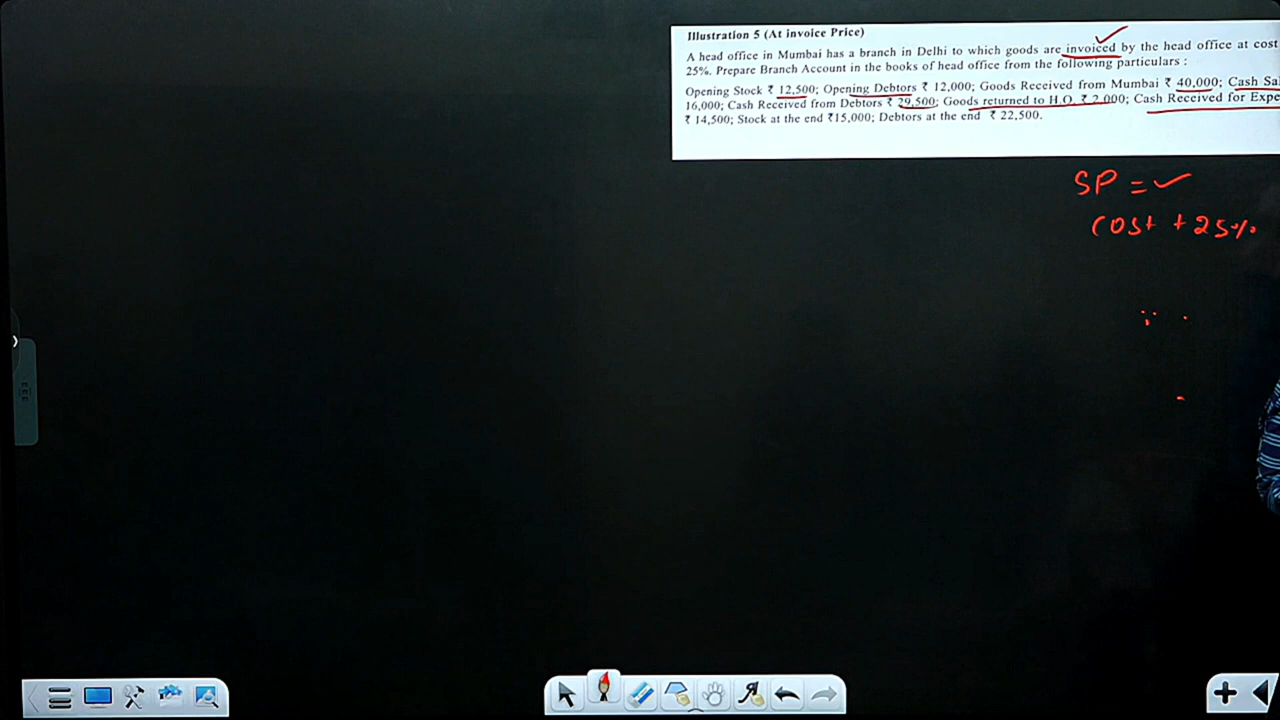 Illustration 5 (At invoice Price)
A head office in Mumbai has a branch in Delhi to which goods are invoiced by the head office at cost
25%. Prepare Branch Account in the books of head office from the following particulars :
Opening Stock ₹ 12,500; Opening Debtors ₹ 12,000; Goods Received from Mumbai ₹ 40,000; Cash
16,000; Cash Received from Debtors ₹ 29,500; Goods returned to H.O. ₹ 2,000; Cash Received for
₹ 14,500; Stock at the end ₹15,000; Debtors at the end ₹ 22,500.
SP =
Cost + 25%